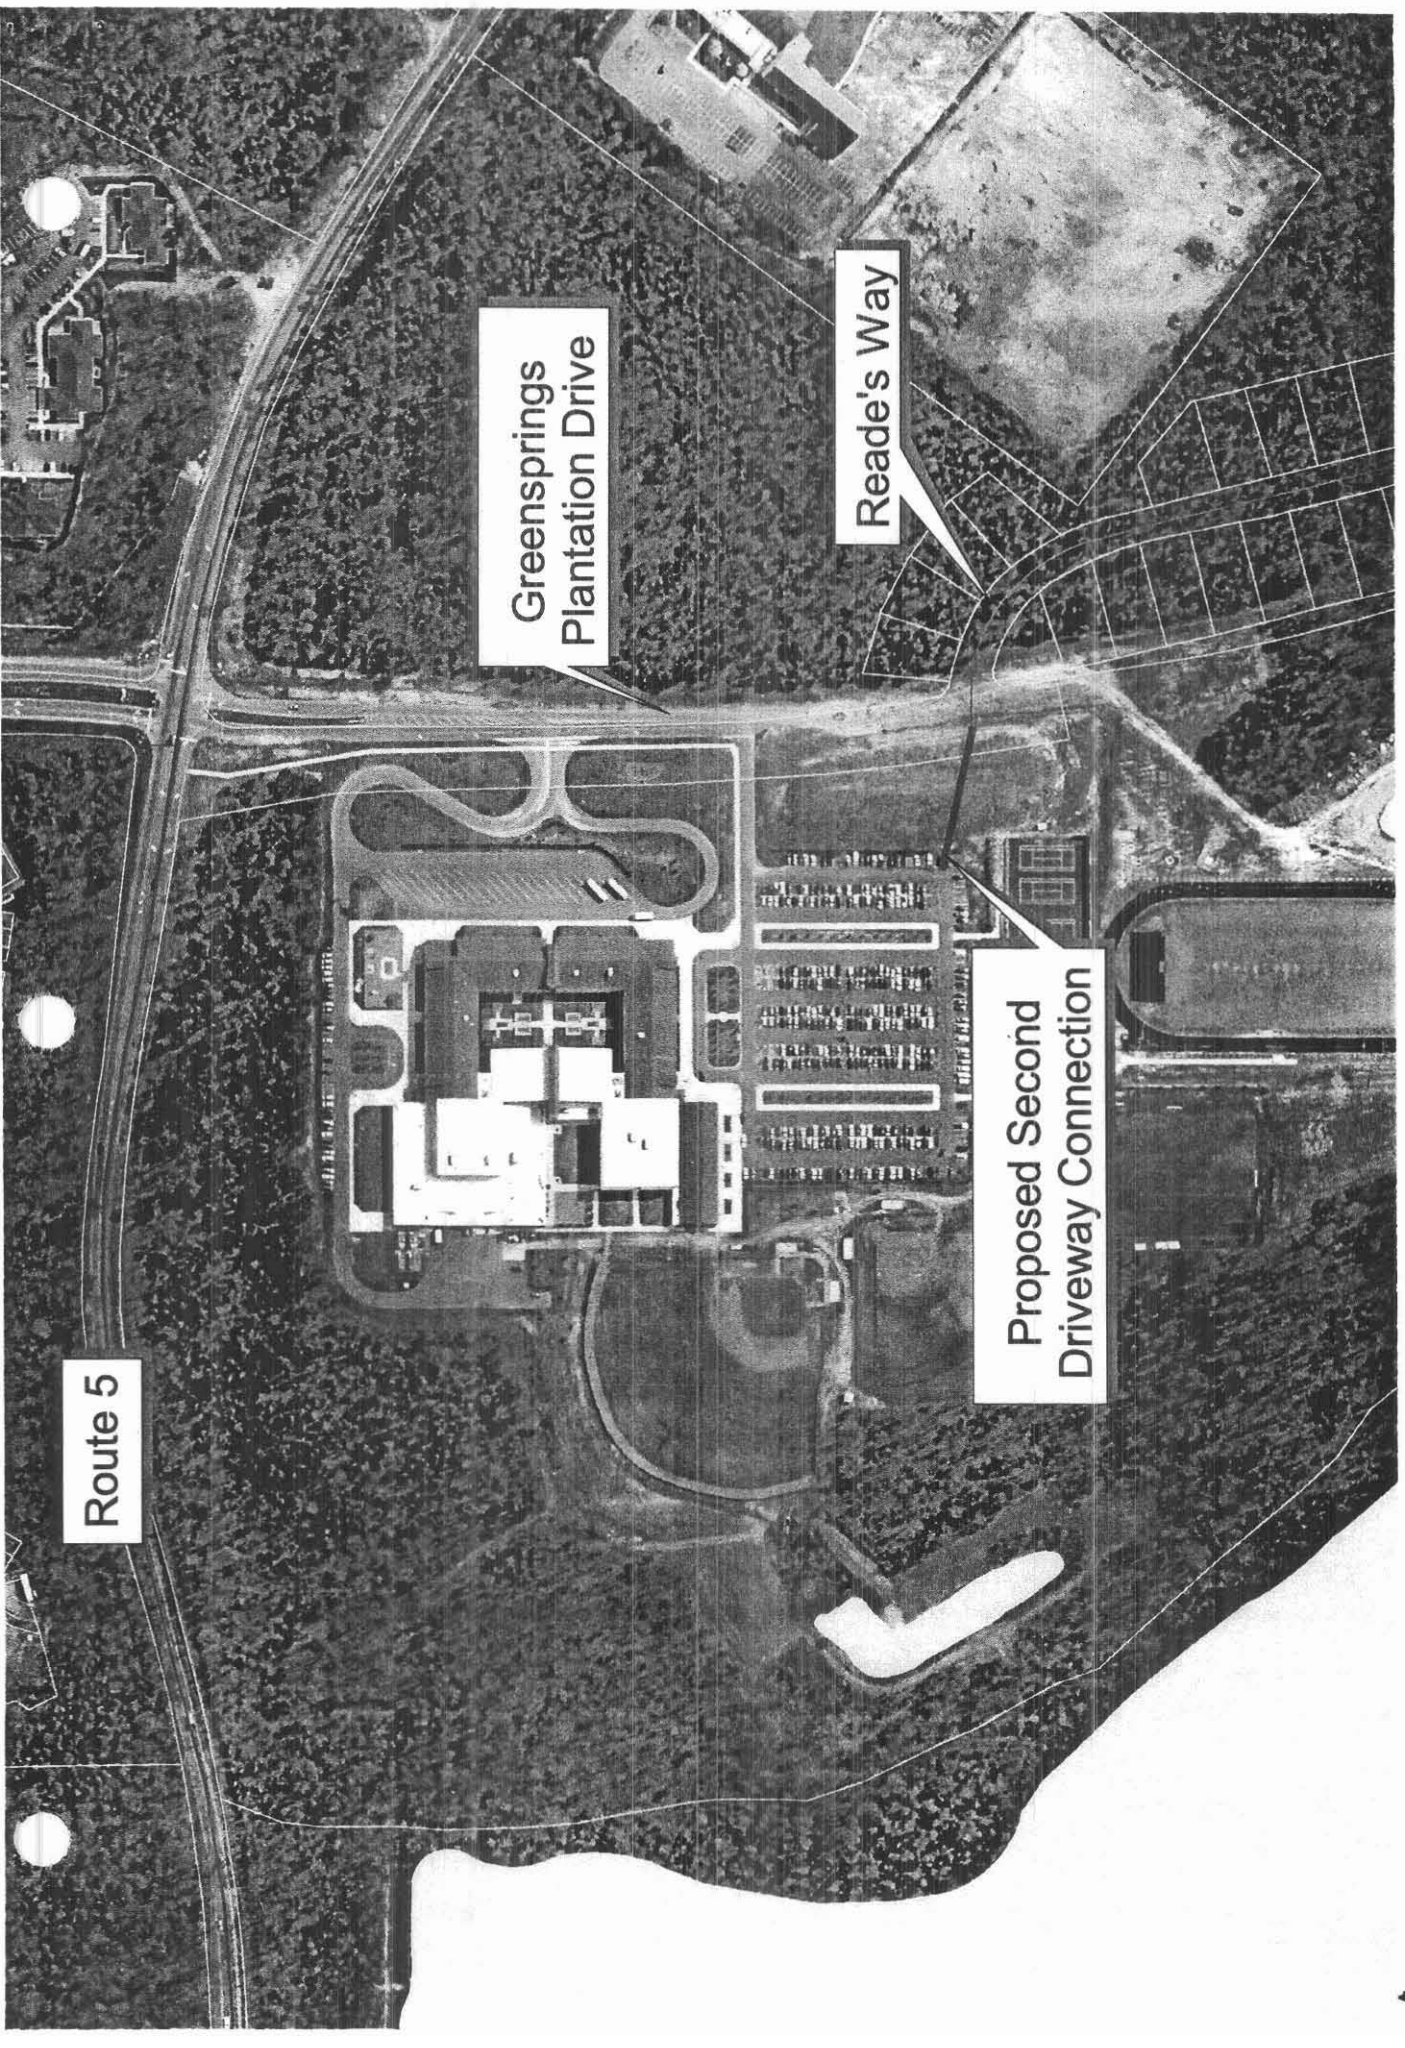 Route 5
Greensprings
Plantation Drive
Reade's Way
Proposed Second
Driveway Connection